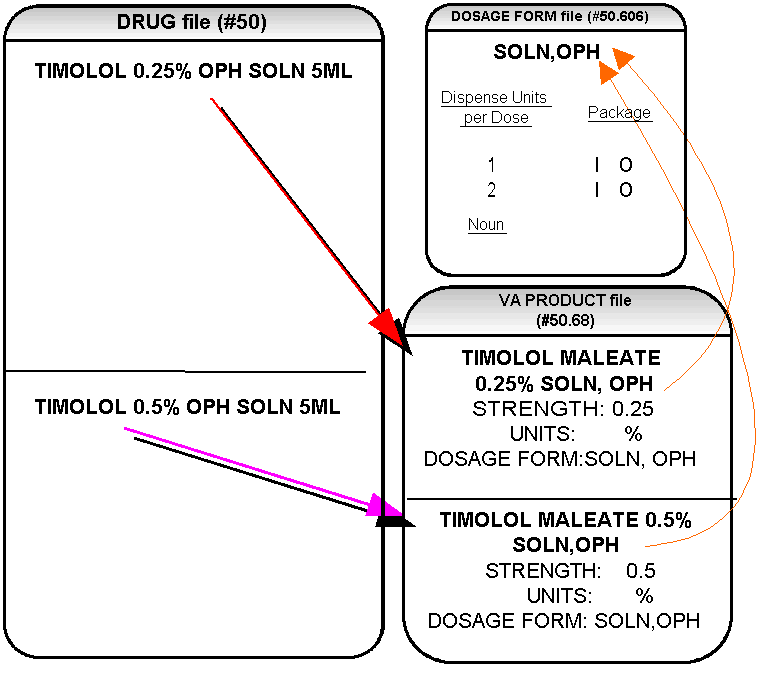 DRUG file (#50)
TIMOLOL 0.25% OPH SOLN 5ML
TIMOLOL 0.5% OPH SOLN 5ML
DOSAGE FORM file (#50.606)
SOLN,OPH
Dispense Units
per Dose
Package
1 I O
2 I O
Noun
VA PRODUCT file
(#50.68)
TIMOLOL MALEATE
0.25% SOLN, OPH
STRENGTH: 0.25
UNITS: %
DOSAGE FORM:SOLN, OPH
TIMOLOL MALEATE 0.5%
SOLN,OPH
STRENGTH: 0.5
UNITS: %
DOSAGE FORM: SOLN,OPH